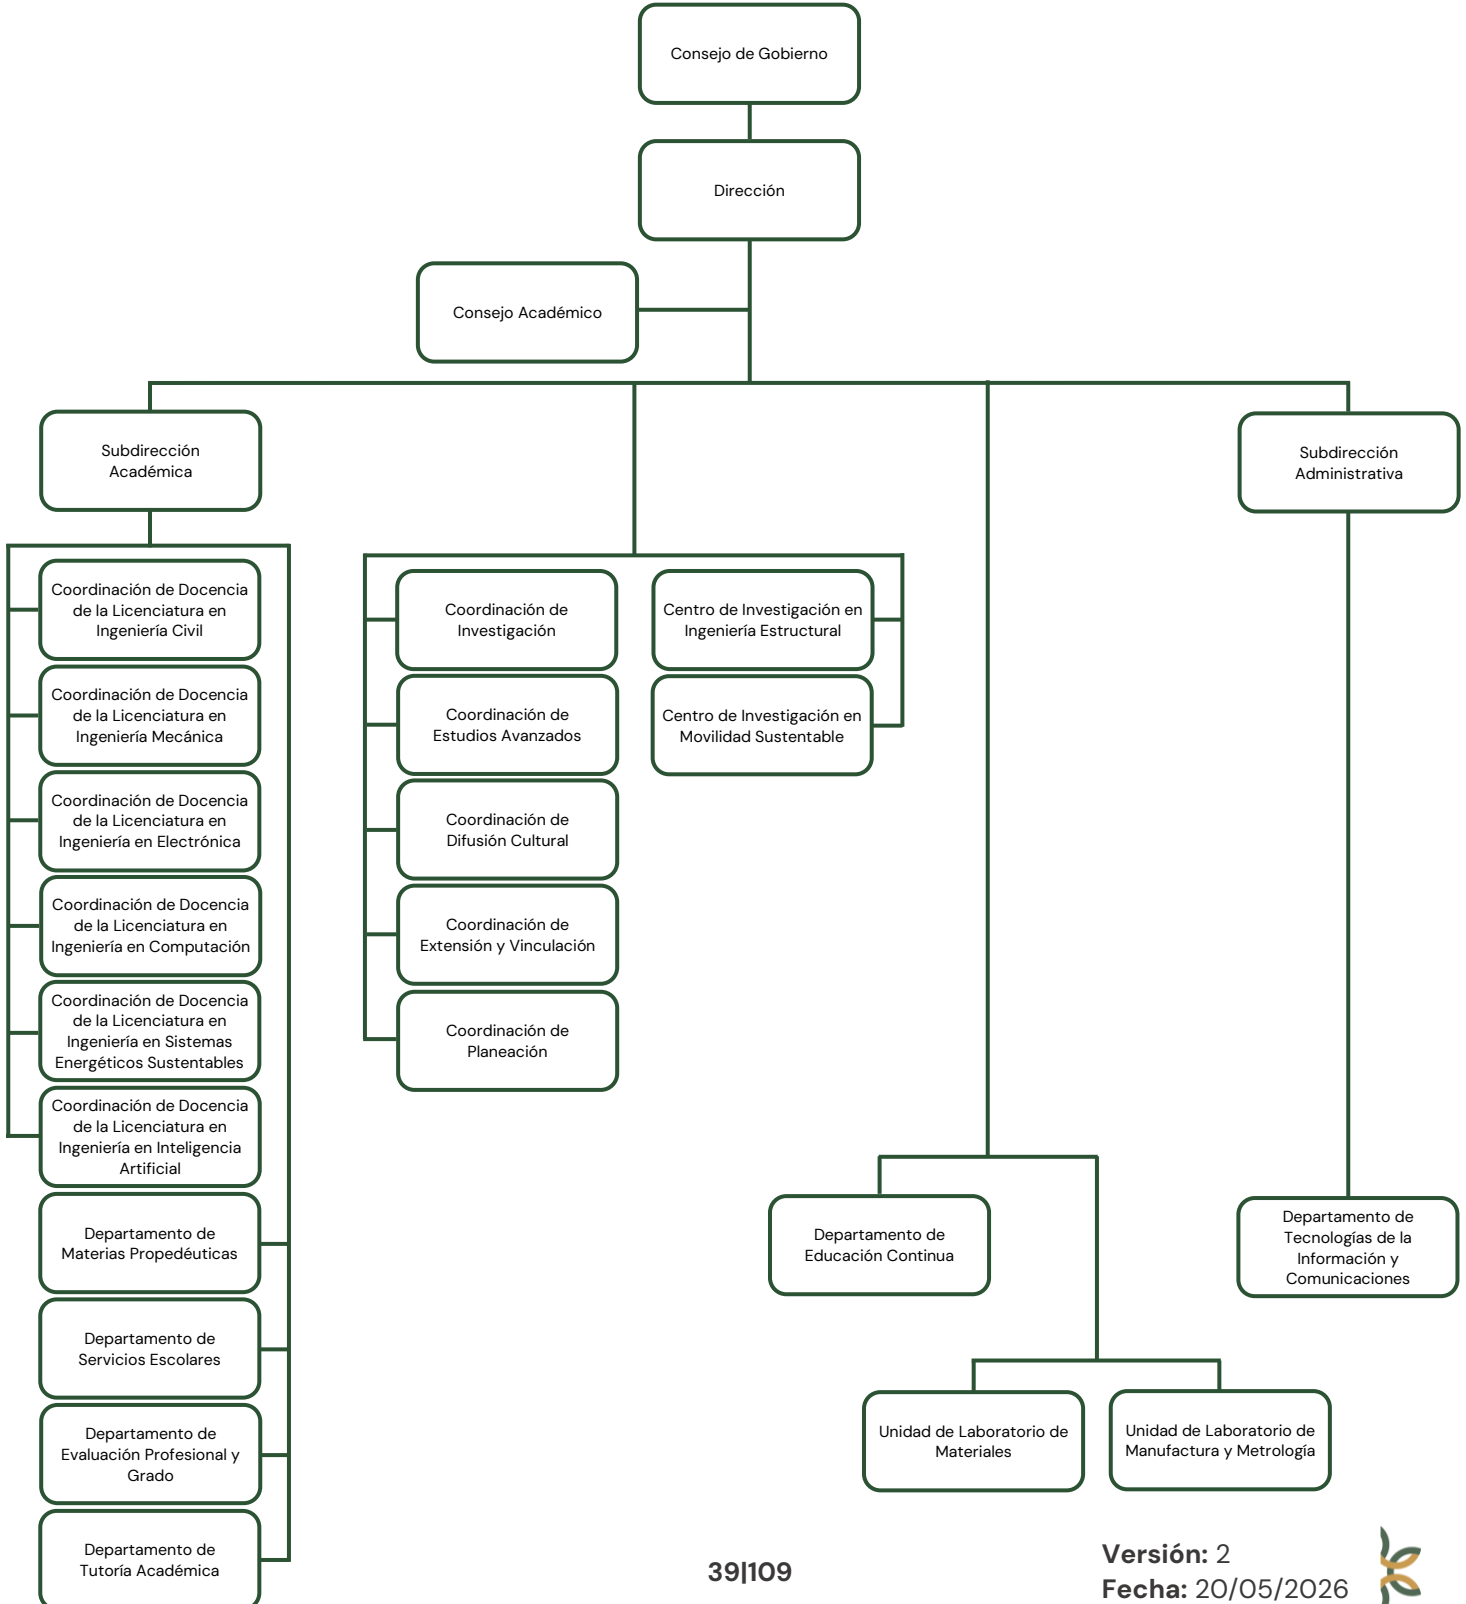 Consejo de Gobierno
Dirección
Consejo Académico
Subdirección
Académica
Subdirección
Administrativa
Coordinación de Docencia
de la Licenciatura en
Ingeniería Civil
Coordinación de Docencia
de la Licenciatura en
Ingeniería Mecánica
Coordinación de Docencia
de la Licenciatura en
Ingeniería en Electrónica
Coordinación de Docencia
de la Licenciatura en
Ingeniería en Computación
Coordinación de Docencia
de la Licenciatura en
Ingeniería en Sistemas
Energéticos Sustentables
Coordinación de Docencia
de la Licenciatura en
Ingeniería en Inteligencia
Artificial
Departamento de
Materias Propedéuticas
Departamento de
Servicios Escolares
Departamento de
Evaluación Profesional y
Grado
Departamento de
Tutoría Académica
Coordinación de
Investigación
Coordinación de
Estudios Avanzados
Coordinación de
Difusión Cultural
Coordinación de
Extensión y Vinculación
Coordinación de
Planeación
Centro de Investigación en
Ingeniería Estructural
Centro de Investigación en
Movilidad Sustentable
Departamento de
Educación Continua
Unidad de Laboratorio de
Materiales
Unidad de Laboratorio de
Manufactura y Metrología
Departamento de
Tecnologías de la
Información y
Comunicaciones
39|109
Versión: 2
Fecha: 20/05/2026